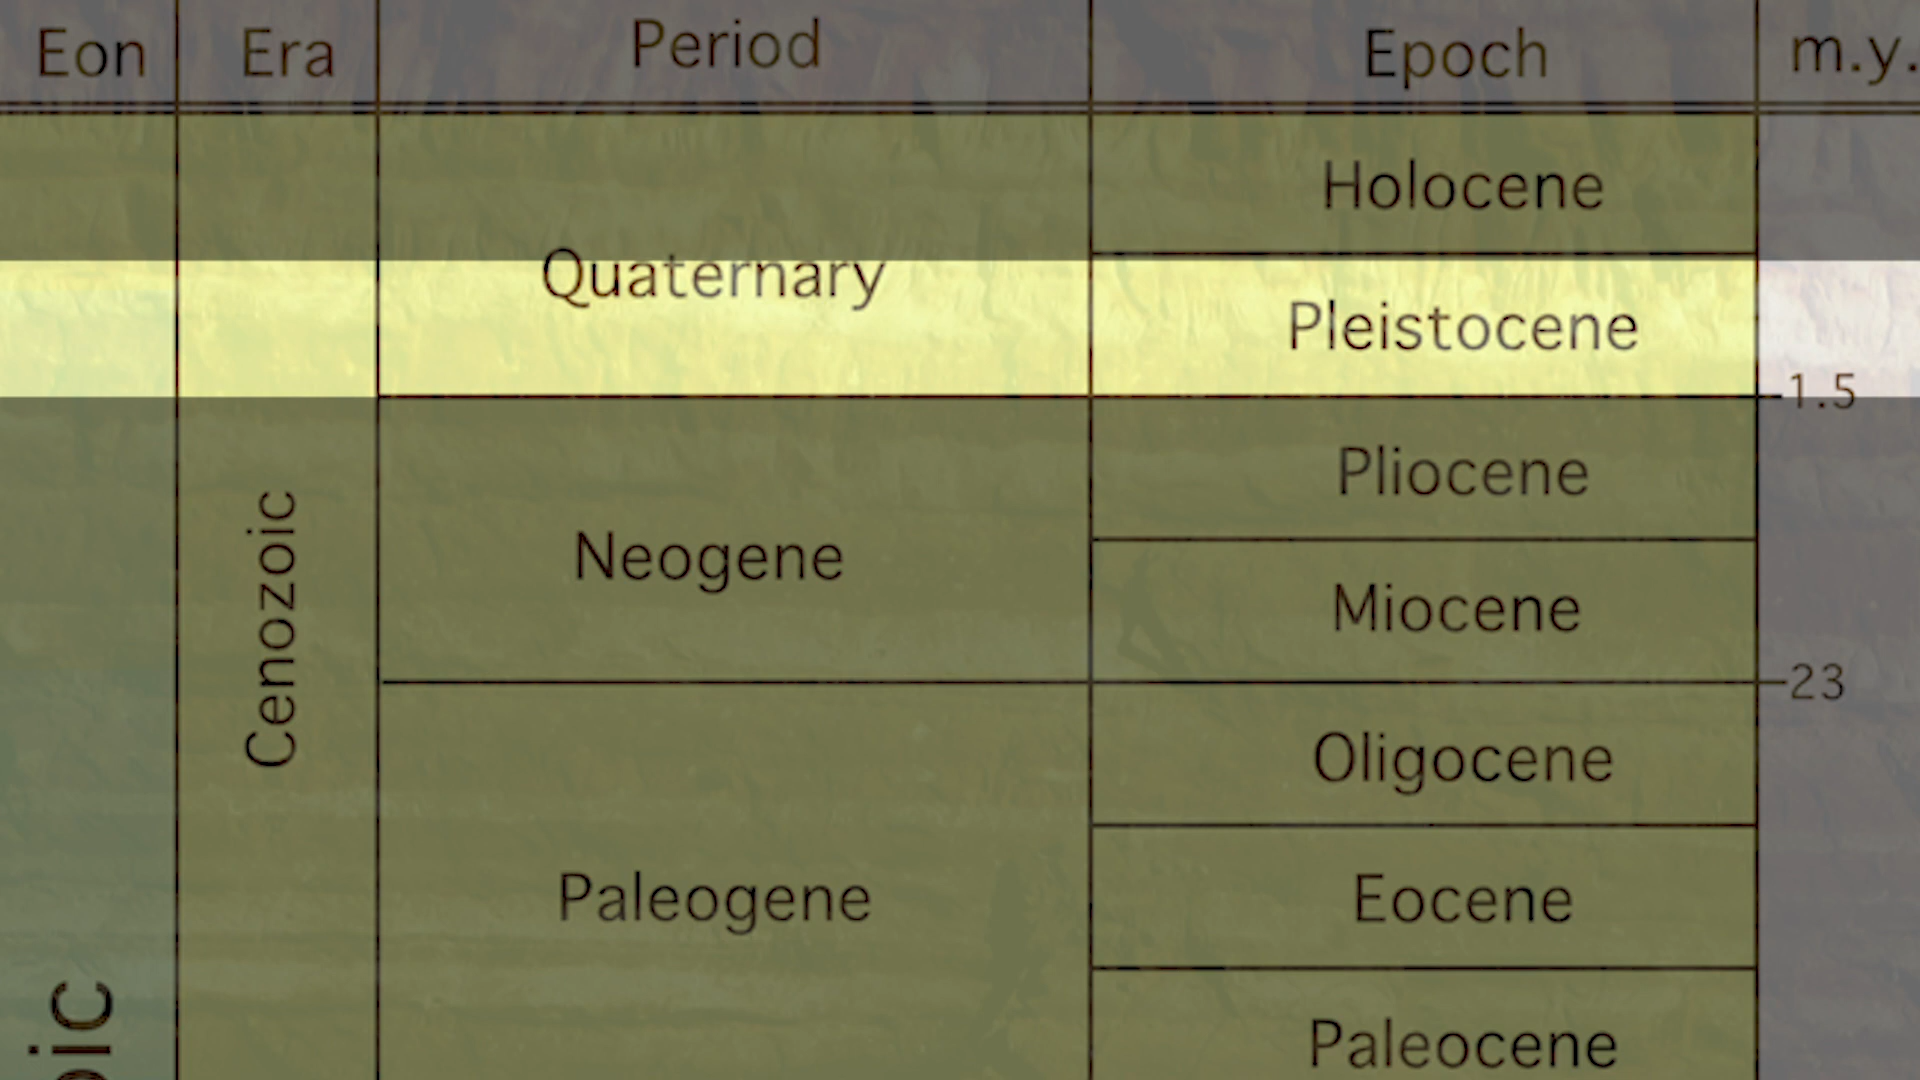 Eon Era Period Epoch m.y.
Holocene
Quaternary
Pleistocene
1.5
Pliocene
Neogene
Miocene
Cenozoic
23
Oligocene
Paleogene
Eocene
Paleocene